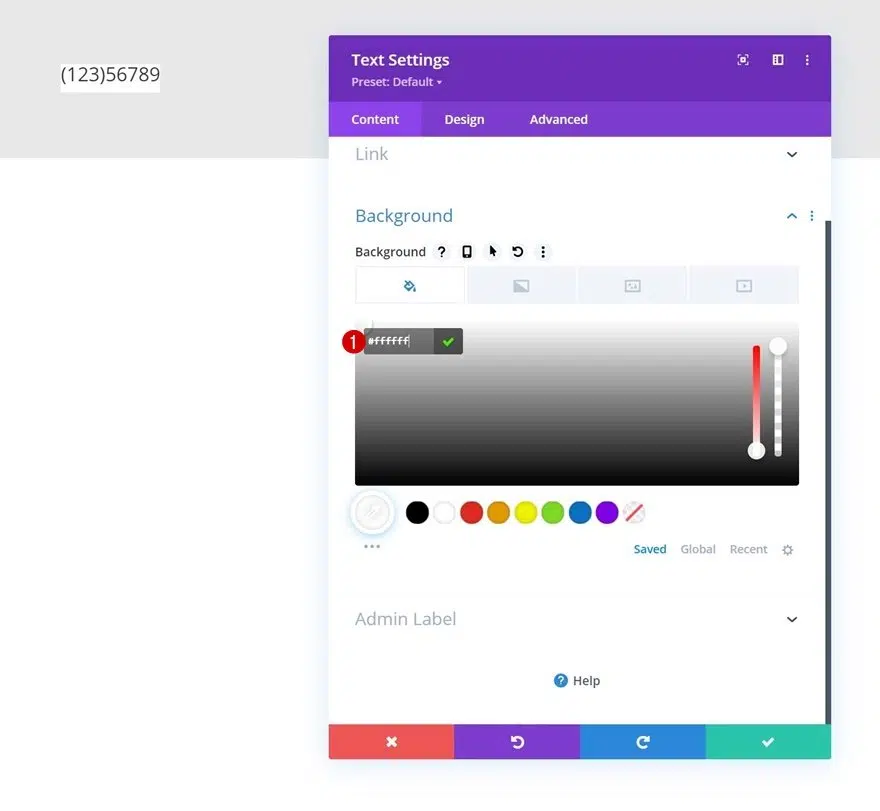 (123)56789
Text Settings
Preset: Default
Content Design Advanced
Link
Background
Background ?
1 #ffffff
Saved Global Recent
Admin Label
? Help